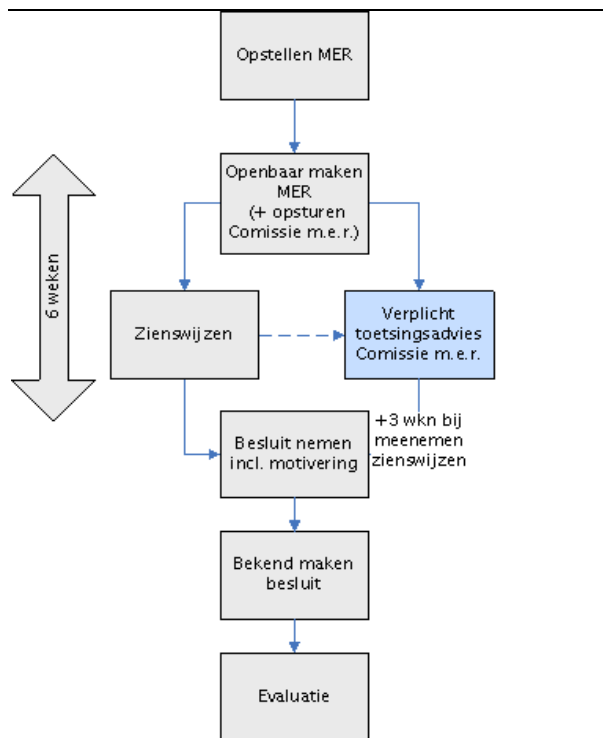 Opstellen MER
Openbaar maken
MER
(+ opsturen
Comissie m.e.r.)
6 weken
Zienswijzen
Verplicht
toetsingsadvies
Comissie m.e.r.
+3 wkn bij
meenemen
zienswijzen
Besluit nemen
incl. motivering
Bekend maken
besluit
Evaluatie